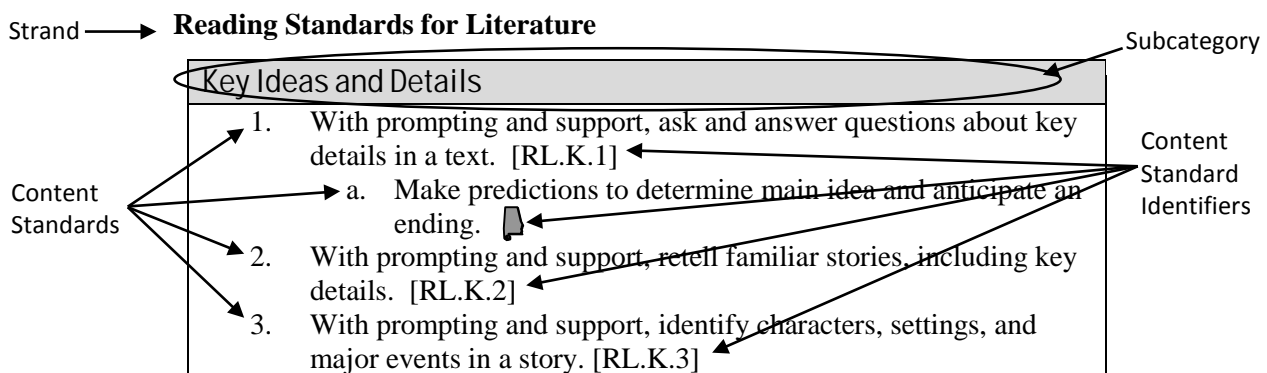 Strand
Reading Standards for Literature
Subcategory
Key Ideas and Details
1. With prompting and support, ask and answer questions about key
details in a text. [RL.K.1]
a. Make predictions to determine main idea and anticipate an
ending.
2. With prompting and support, retell familiar stories, including key
details. [RL.K.2]
3. With prompting and support, identify characters, settings, and
major events in a story. [RL.K.3]
Content
Standards
Content
Standard
Identifiers